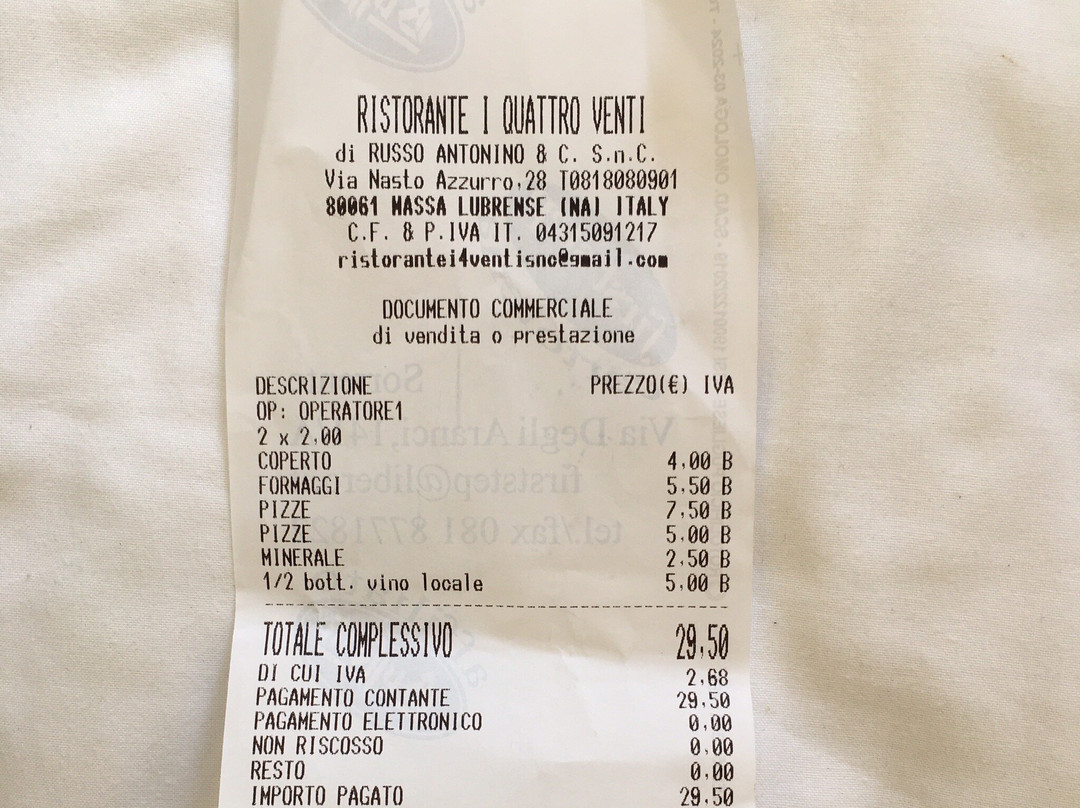 RISTORANTE I QUATTRO VENTI
di RUSSO ANTONINO & C. S.n.C.
Via Nasto Azzurro,28 T0818080901
80061 MASSA LUBRENSE (NA) ITALY
C.F. & P.IVA IT. 04315091217
ristorantei4ventisnc@gmail.com
DOCUMENTO COMMERCIALE
di vendita o prestazione
DESCRIZIONE PREZZO(€) IVA
OP: OPERATORE1
2 x 2,00
COPERTO 4,00 B
FORMAGGI 5,50 B
PIZZE 7,50 B
PIZZE 5,00 B
MINERALE 2,50 B
1/2 bott. vino locale 5,00 B
TOTALE COMPLESSIVO 29,50
DI CUI IVA 2,68
PAGAMENTO CONTANTE 29,50
PAGAMENTO ELETTRONICO 0,00
NON RISCOSSO 0,00
RESTO 0,00
IMPORTO PAGATO 29,50